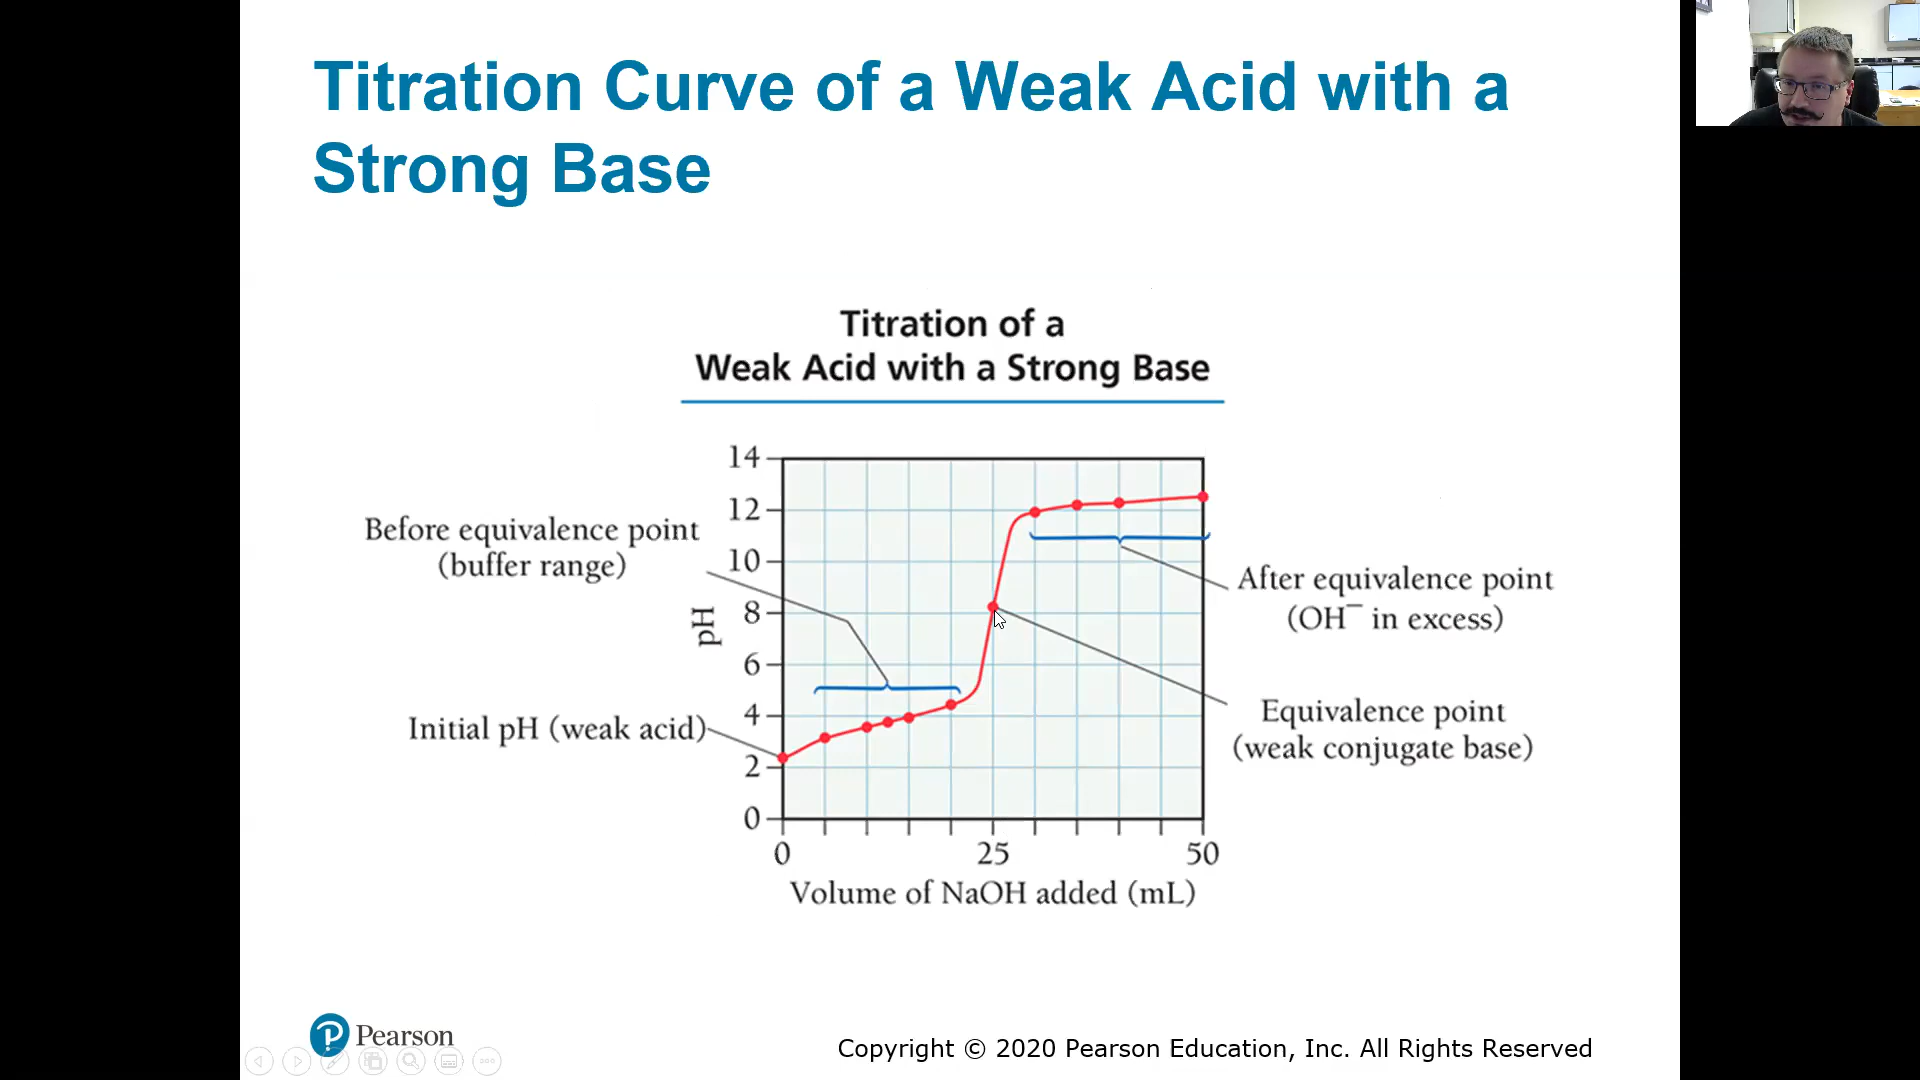 Titration Curve of a Weak Acid with a
Strong Base
Titration of a
Weak Acid with a Strong Base
14
12
10
8
6
4
2
0
pH
Before equivalence point
(buffer range)
Initial pH (weak acid)
After equivalence point
(OH⁻ in excess)
Equivalence point
(weak conjugate base)
0 25 50
Volume of NaOH added (mL)
P Pearson
Copyright © 2020 Pearson Education, Inc. All Rights Reserved